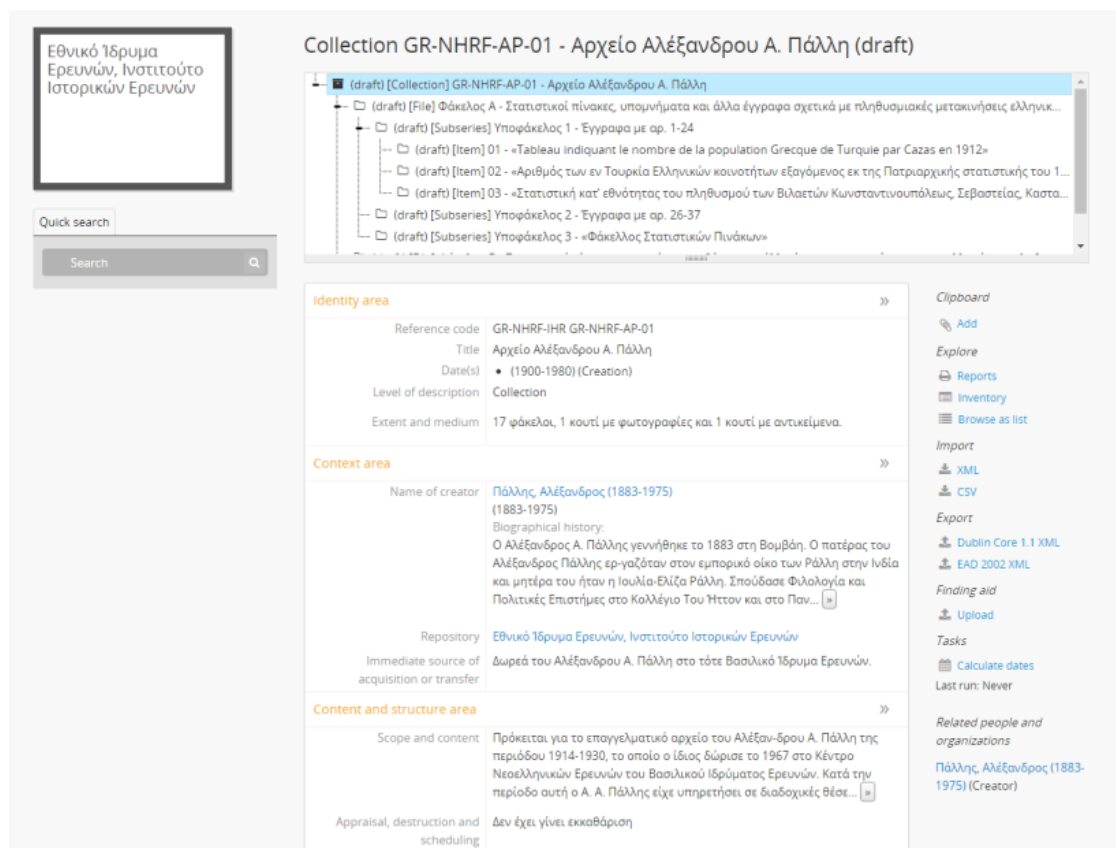 Εθνικό Ίδρυμα
Ερευνών, Ινστιτούτο
Ιστορικών Ερευνών
Quick search
Search
Collection GR-NHRF-AP-01 - Αρχείο Αλέξανδρου Α. Πάλλη (draft)
(draft) [Collection] GR-NHRF-AP-01 - Αρχείο Αλέξανδρου Α. Πάλλη
(draft) [File] Φάκελος Α - Στατιστικοί πίνακες, υπομνήματα και άλλα έγγραφα σχετικά με πληθυσμιακές μετακινήσεις ελληνικ...
(draft) [Subseries] Υποφάκελος 1 - Έγγραφα με αρ. 1-24
(draft) [Item] 01 - «Tableau indiquant le nombre de la population Grecque de Turquie par Cazas en 1912»
(draft) [Item] 02 - «Αριθμός των εν Τουρκία Ελληνικών κοινοτήτων εξαγόμενος εκ της Πατριαρχικής στατιστικής του 1...
(draft) [Item] 03 - «Στατιστική κατ' εθνότητας του πληθυσμού των Βιλαετών Κωνσταντινουπόλεως, Σεβαστείας, Καστα...
(draft) [Subseries] Υποφάκελος 2 - Έγγραφα με αρ. 26-37
(draft) [Subseries] Υποφάκελος 3 - «Φάκελλος Στατιστικών Πινάκων»
Identity area »
Reference code GR-NHRF-IHR GR-NHRF-AP-01
Title Αρχείο Αλέξανδρου Α. Πάλλη
Date(s) • (1900-1980) (Creation)
Level of description Collection
Extent and medium 17 φάκελοι, 1 κουτί με φωτογραφίες και 1 κουτί με αντικείμενα.
Context area »
Name of creator Πάλλης, Αλέξανδρος (1883-1975)
(1883-1975)
Biographical history:
Ο Αλέξανδρος Α. Πάλλης γεννήθηκε το 1883 στη Βομβάη. Ο πατέρας του
Αλέξανδρος Πάλλης ερ-γαζόταν στον εμπορικό οίκο των Ράλλη στην Ινδία
και μητέρα του ήταν η Ιουλία-Ελίζα Ράλλη. Σπούδασε Φιλολογία και
Πολιτικές Επιστήμες στο Κολλέγιο Του Ήττον και στο Παν... »
Repository Εθνικό Ίδρυμα Ερευνών, Ινστιτούτο Ιστορικών Ερευνών
Immediate source of Δωρεά του Αλέξανδρου Α. Πάλλη στο τότε Βασιλικό Ίδρυμα Ερευνών.
acquisition or transfer
Content and structure area »
Scope and content Πρόκειται για το επαγγελματικό αρχείο του Αλέξαν-δρου Α. Πάλλη της
περιόδου 1914-1930, το οποίο ο ίδιος δώρισε το 1967 στο Κέντρο
Νεοελληνικών Ερευνών του Βασιλικού Ιδρύματος Ερευνών. Κατά την
περίοδο αυτή ο Α. Α. Πάλλης είχε υπηρετήσει σε διαδοχικές θέσε... »
Appraisal, destruction and Δεν έχει γίνει εκκαθάριση
scheduling
Clipboard
Add
Explore
Reports
Inventory
Browse as list
Import
XML
CSV
Export
Dublin Core 1.1 XML
EAD 2002 XML
Finding aid
Upload
Tasks
Calculate dates
Last run: Never
Related people and
organizations
Πάλλης, Αλέξανδρος (1883-
1975) (Creator)